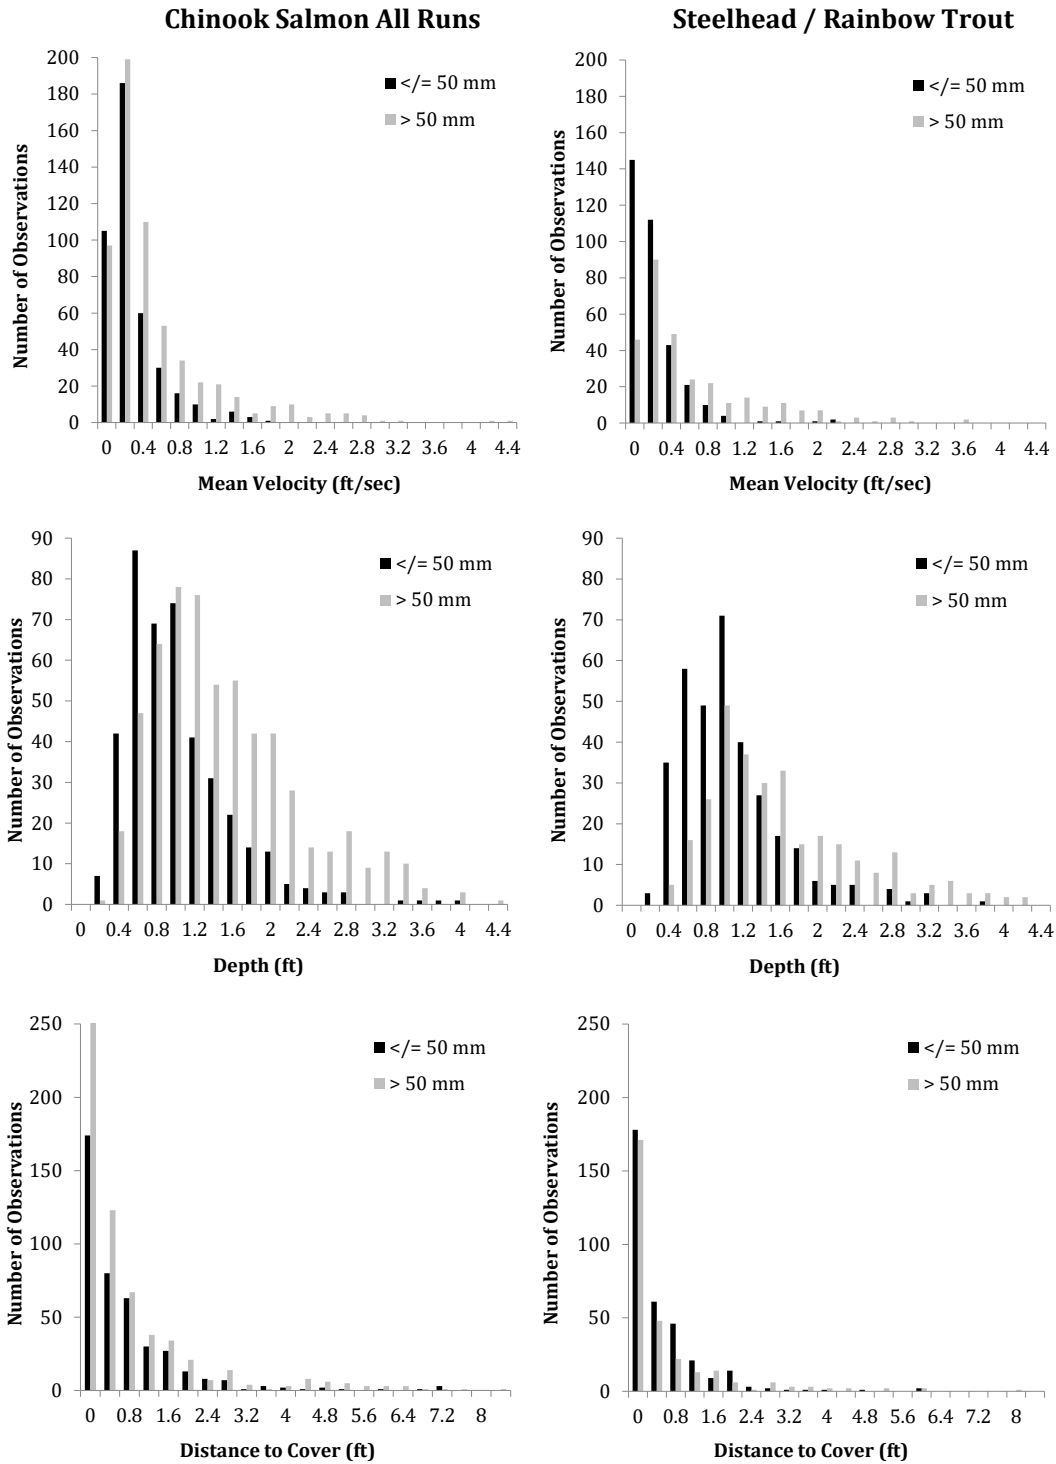 Chinook Salmon All Runs
Steelhead / Rainbow Trout
Number of Observations
200
180
160
140
120
100
80
60
40
20
0
</= 50 mm
> 50 mm
0 0.4 0.8 1.2 1.6 2 2.4 2.8 3.2 3.6 4 4.4
Mean Velocity (ft/sec)
Number of Observations
200
180
160
140
120
100
80
60
40
20
0
</= 50 mm
> 50 mm
0 0.4 0.8 1.2 1.6 2 2.4 2.8 3.2 3.6 4 4.4
Mean Velocity (ft/sec)
Number of Observations
90
80
70
60
50
40
30
20
10
0
</= 50 mm
> 50 mm
0 0.4 0.8 1.2 1.6 2 2.4 2.8 3.2 3.6 4 4.4
Depth (ft)
Number of Observations
90
80
70
60
50
40
30
20
10
0
</= 50 mm
> 50 mm
0 0.4 0.8 1.2 1.6 2 2.4 2.8 3.2 3.6 4 4.4
Depth (ft)
Number of Observations
250
200
150
100
50
0
</= 50 mm
> 50 mm
0 0.8 1.6 2.4 3.2 4 4.8 5.6 6.4 7.2 8
Distance to Cover (ft)
Number of Observations
250
200
150
100
50
0
</= 50 mm
> 50 mm
0 0.8 1.6 2.4 3.2 4 4.8 5.6 6.4 7.2 8
Distance to Cover (ft)